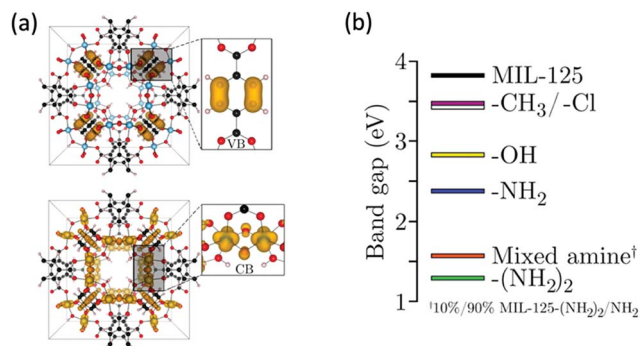 (a)
VB
CB
(b)
Band gap (eV)
4
3
2
1
MIL-125
-CH₃/-Cl
-OH
-NH₂
Mixed amine†
-(NH₂)₂
†10%/90% MIL-125-(NH₂)₂/NH₂